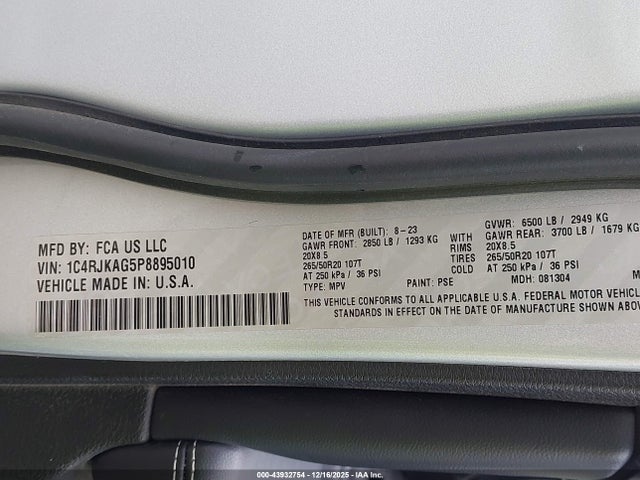 MFD BY: FCA US LLC
VIN: 1C4RJKAG5P8895010
VEHICLE MADE IN: U.S.A.
DATE OF MFR (BUILT): 8-23
GAWR FRONT: 2850 LB / 1293 KG
20X8.5
265/50R20 107T
AT 250 kPa / 36 PSI
TYPE: MPV
PAINT: PSE
WITH
RIMS
TIRES
COLD
GVWR: 6500 LB / 2949 KG
GAWR REAR: 3700 LB / 1679 KG
20X8.5
265/50R20 107T
AT 250 kPa / 36 PSI
MDH: 081304
THIS VEHICLE CONFORMS TO ALL APPLICABLE U.S.A. FEDERAL MOTOR VEHICLE
STANDARDS IN EFFECT ON THE DATE OF MANUFACTURE SHOWN ABOV
000-43932754 | 12/16/2025 - © IAA Holdings, LLC